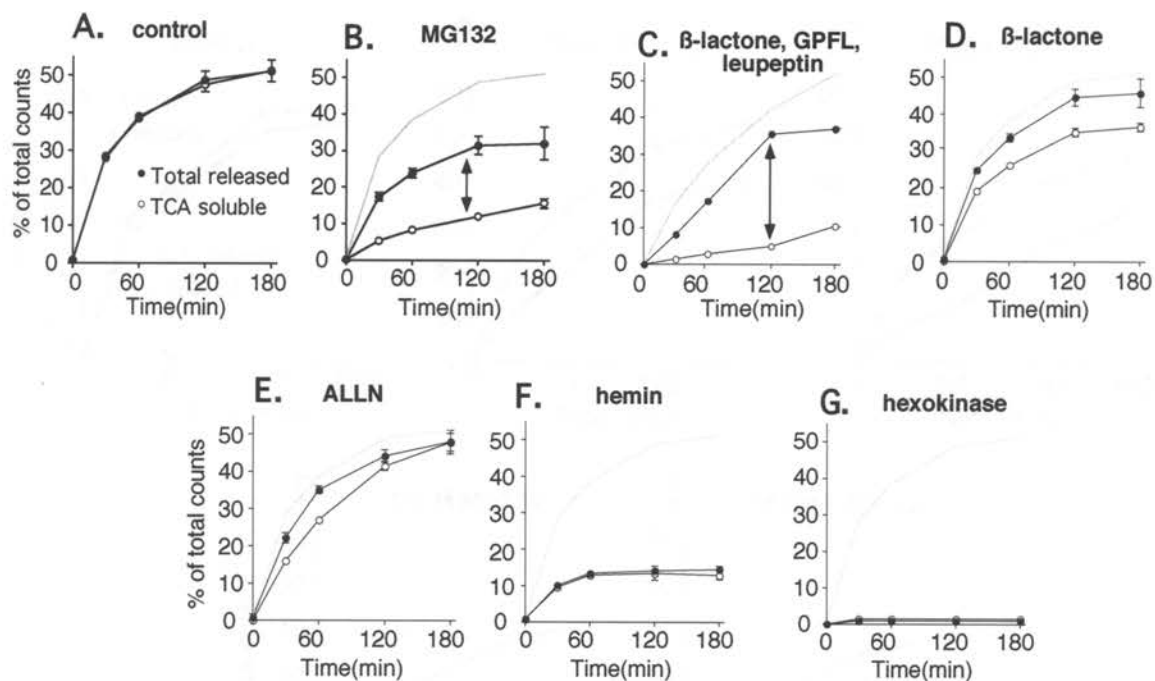 A. control
% of total counts
50
40
30
20
10
0
Total released
TCA soluble
0 60 120 180
Time(min)
B. MG132
50
40
30
20
10
0
0 60 120 180
Time(min)
C. ß-lactone, GPFL,
leupeptin
50
40
30
20
10
0
0 60 120 180
Time(min)
D. ß-lactone
50
40
30
20
10
0
0 60 120 180
Time(min)
E. ALLN
% of total counts
50
40
30
20
10
0
0 60 120 180
Time(min)
F. hemin
50
40
30
20
10
0
0 60 120 180
Time(min)
G. hexokinase
50
40
30
20
10
0
0 60 120 180
Time(min)